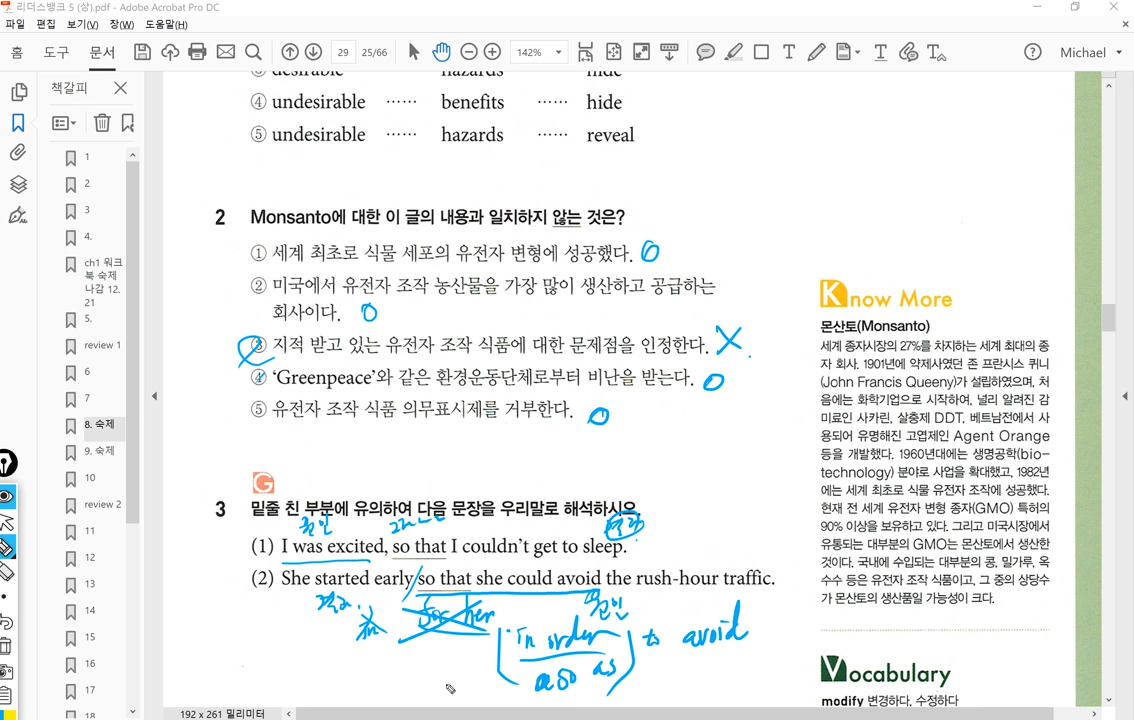 리더스뱅크 5 (상).pdf - Adobe Acrobat Pro DC
파일 편집 보기(V) 창(W) 도움말(H)
홈 도구 문서 29 25/66 142% Michael
책갈피
1
2
3
4.
ch1 워크
북 숙제
나감 12.
21
5.
review 1
6
7
8. 숙제
9. 숙제
10
review 2
11
12
13
14
15
16
17
18
③ desirable hazards hide
④ undesirable …… benefits …… hide
⑤ undesirable …… hazards …… reveal
2 Monsanto에 대한 이 글의 내용과 일치하지 않는 것은?
① 세계 최초로 식물 세포의 유전자 변형에 성공했다. O
② 미국에서 유전자 조작 농산물을 가장 많이 생산하고 공급하는
회사이다. O
③ 지적 받고 있는 유전자 조작 식품에 대한 문제점을 인정한다. X
④ ‘Greenpeace’와 같은 환경운동단체로부터 비난을 받는다. O
⑤ 유전자 조작 식품 의무표시제를 거부한다. O
G
3 밑줄 친 부분에 유의하여 다음 문장을 우리말로 해석하시오.
원인
(1) I was excited, so that I couldn’t get to sleep.
(2) She started early so that she could avoid the rush-hour traffic.
for her
원인
in order to avoid
so as
Know More
몬산토(Monsanto)
세계 종자시장의 27%를 차지하는 세계 최대의 종
자 회사. 1901년에 약제사였던 존 프란시스 퀴니
(John Francis Queeny)가 설립하였으며, 처
음에는 화학기업으로 시작하여, 널리 알려진 감
미료인 사카린, 살충제 DDT, 베트남전에서 사
용되어 유명해진 고엽제인 Agent Orange
등을 개발했다. 1960년대에는 생명공학(bio-
technology) 분야로 사업을 확대했고, 1982년
에는 세계 최초로 식물 유전자 조작에 성공했다.
현재 전 세계 유전자 변형 종자(GMO) 특허의
90% 이상을 보유하고 있다. 그리고 미국시장에서
유통되는 대부분의 GMO는 몬산토에서 생산한
것이다. 국내에 수입되는 대부분의 콩, 밀가루, 옥
수수 등은 유전자 조작 식품이고, 그 중의 상당수
가 몬산토의 생산품일 가능성이 크다.
Vocabulary
modify 변경하다, 수정하다
192 x 261 밀리미터